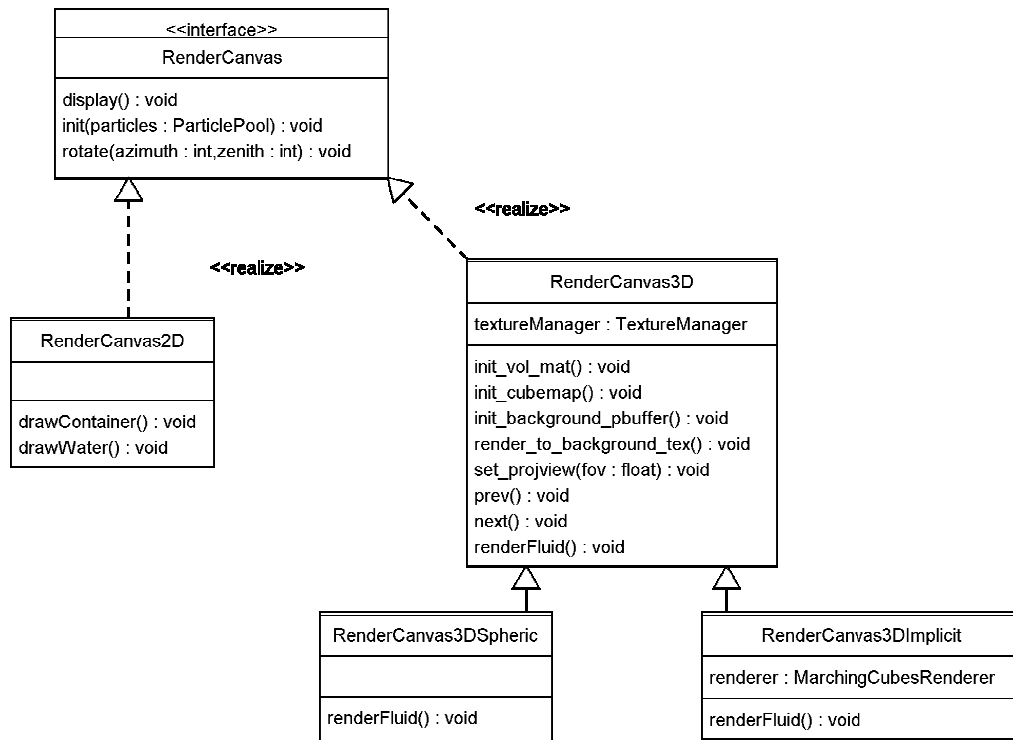 <<interface>>
RenderCanvas
display() : void
init(particles : ParticlePool) : void
rotate(azimuth : int,zenith : int) : void
<<realize>>
<<realize>>
RenderCanvas3D
textureManager : TextureManager
init_vol_mat() : void
init_cubemap() : void
init_background_pbuffer() : void
render_to_background_tex() : void
set_projview(fov : float) : void
prev() : void
next() : void
renderFluid() : void
RenderCanvas2D
drawContainer() : void
drawWater() : void
RenderCanvas3DSpheric
renderFluid() : void
RenderCanvas3DImplicit
renderer : MarchingCubesRenderer
renderFluid() : void